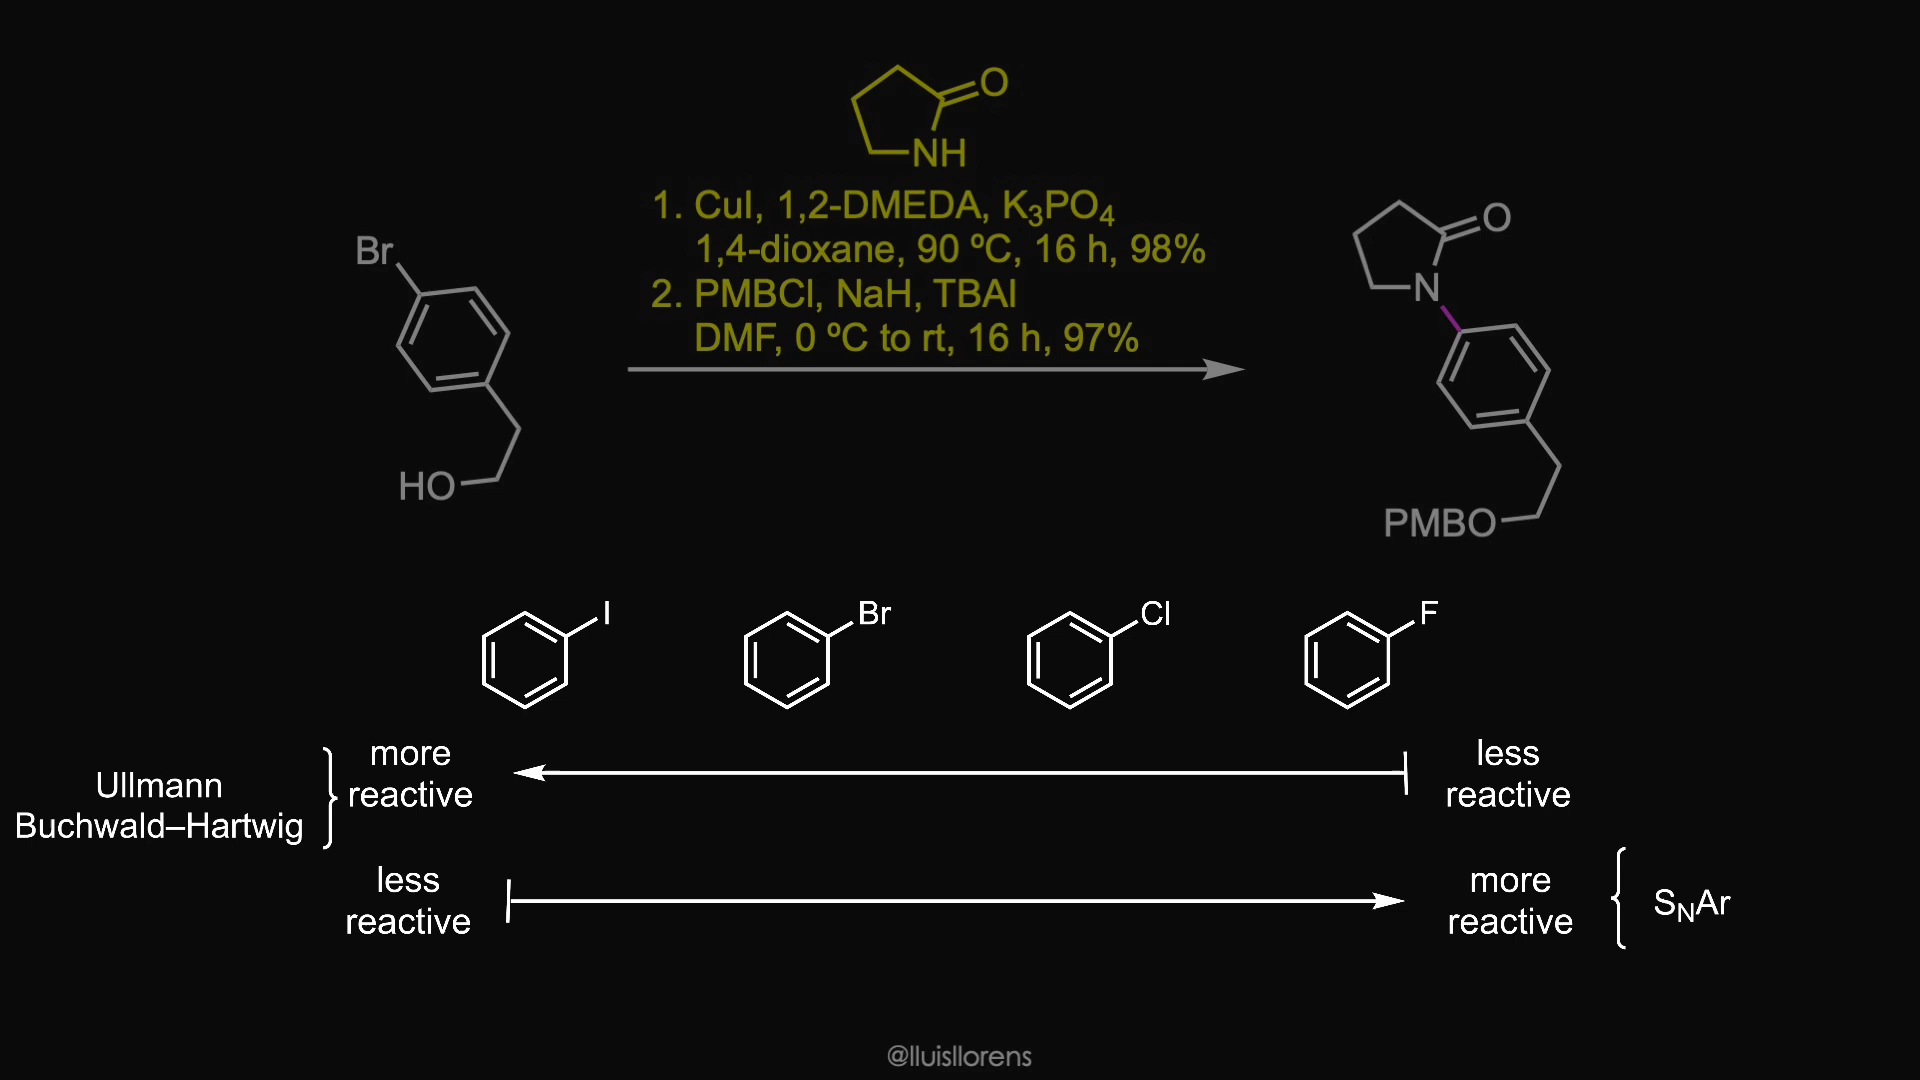 O
NH
1. CuI, 1,2-DMEDA, K₃PO₄
1,4-dioxane, 90 ºC, 16 h, 98%
2. PMBCl, NaH, TBAI
DMF, 0 ºC to rt, 16 h, 97%
Br
HO
O
N
PMBO
I
Br
Cl
F
Ullmann
Buchwald–Hartwig
more
reactive
less
reactive
less
reactive
more
reactive
SNAr
@lluisllorens